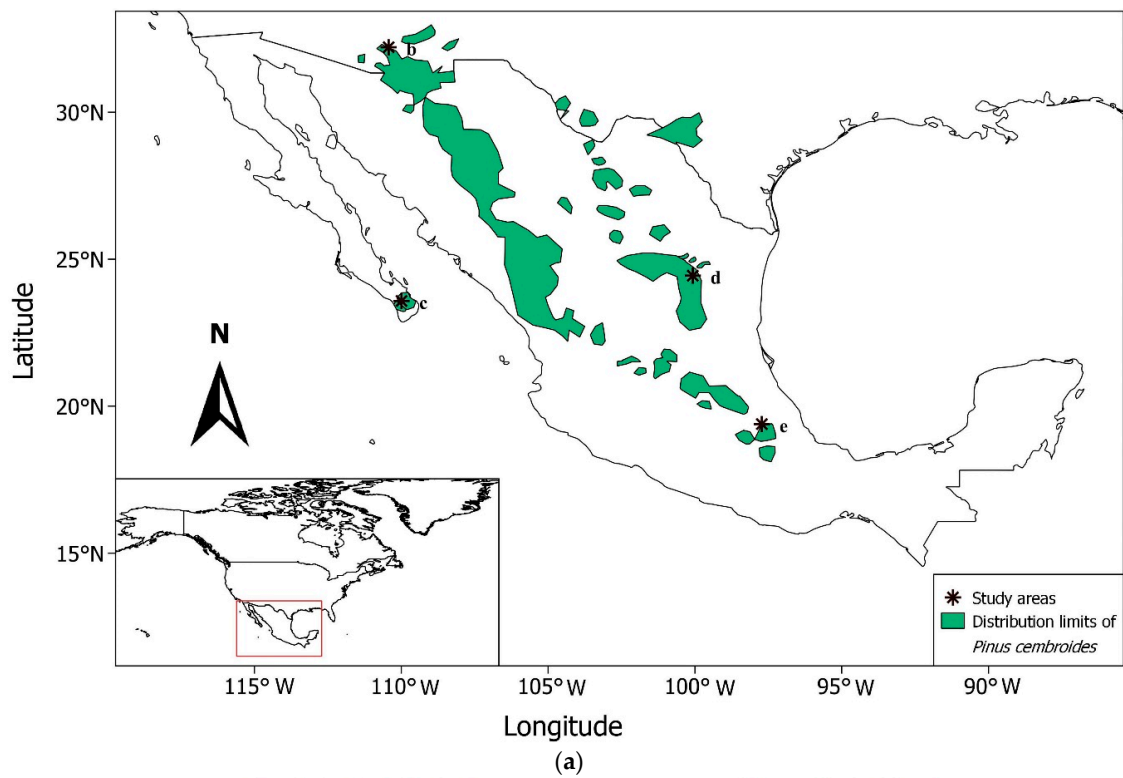 b
30°N
25°N
d
c
N
Latitude
20°N
e
15°N
Study areas
Distribution limits of
Pinus cembroides
115°W 110°W 105°W 100°W 95°W 90°W
Longitude
(a)